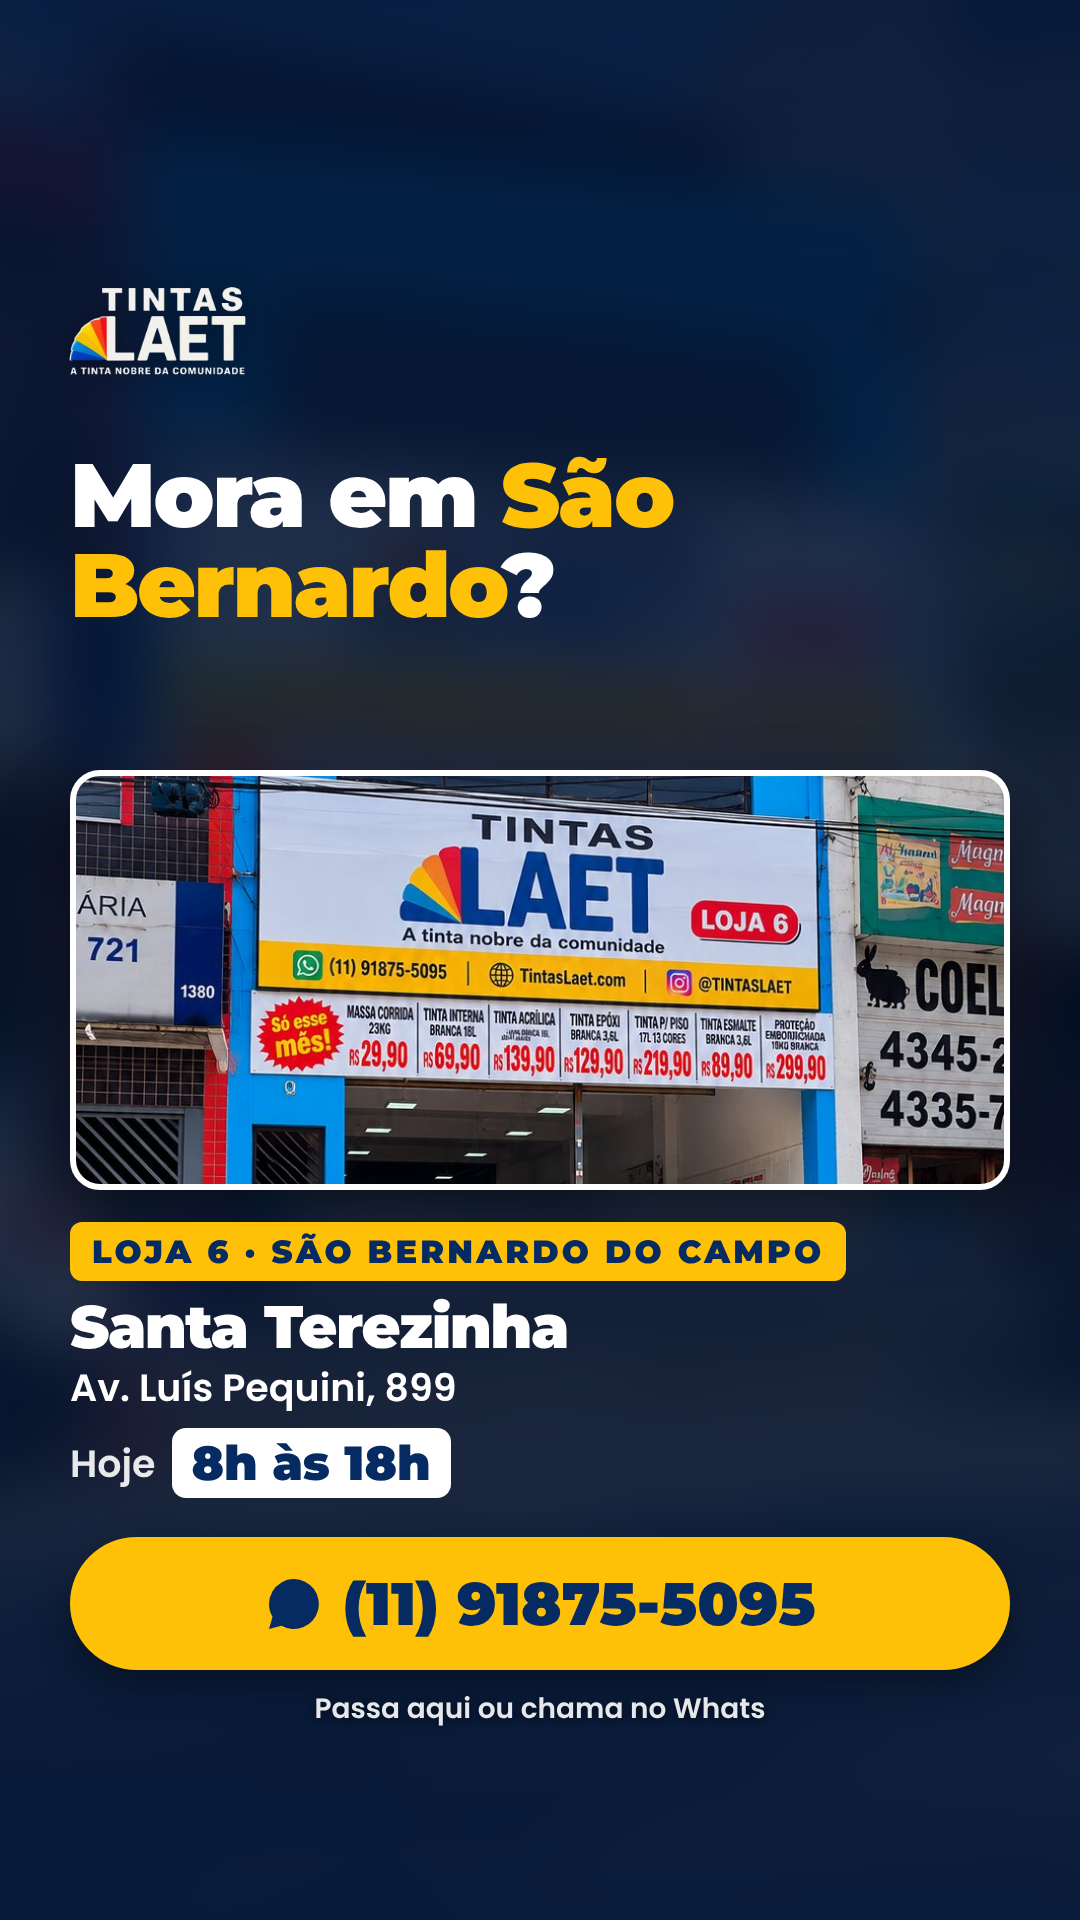 TINTAS
LAET
A TINTA NOBRE DA COMUNIDADE
Mora em São
Bernardo?
ÁRIA
721
1380
TINTAS
LAET
A tinta nobre da comunidade
LOJA 6
(11) 91875-5095
TintasLaet.com
@TINTASLAET
Só esse
mês!
MASSA CORRIDA
23KG
R$ 29,90
TINTA INTERNA
BRANCA 18L
R$ 69,90
TINTA ACRÍLICA
R$ 139,90
TINTA EPÓXI
BRANCA 3,6L
R$ 129,90
TINTA P/ PISO
17L 13 CORES
R$ 219,90
TINTA ESMALTE
BRANCA 3,6L
R$ 89,90
PROTEÇÃO
R$ 299,90
Magn
Magn
COEL
4345-2
4335-7
LOJA 6 • SÃO BERNARDO DO CAMPO
Santa Terezinha
Av. Luís Pequini, 899
Hoje 8h às 18h
(11) 91875-5095
Passa aqui ou chama no Whats